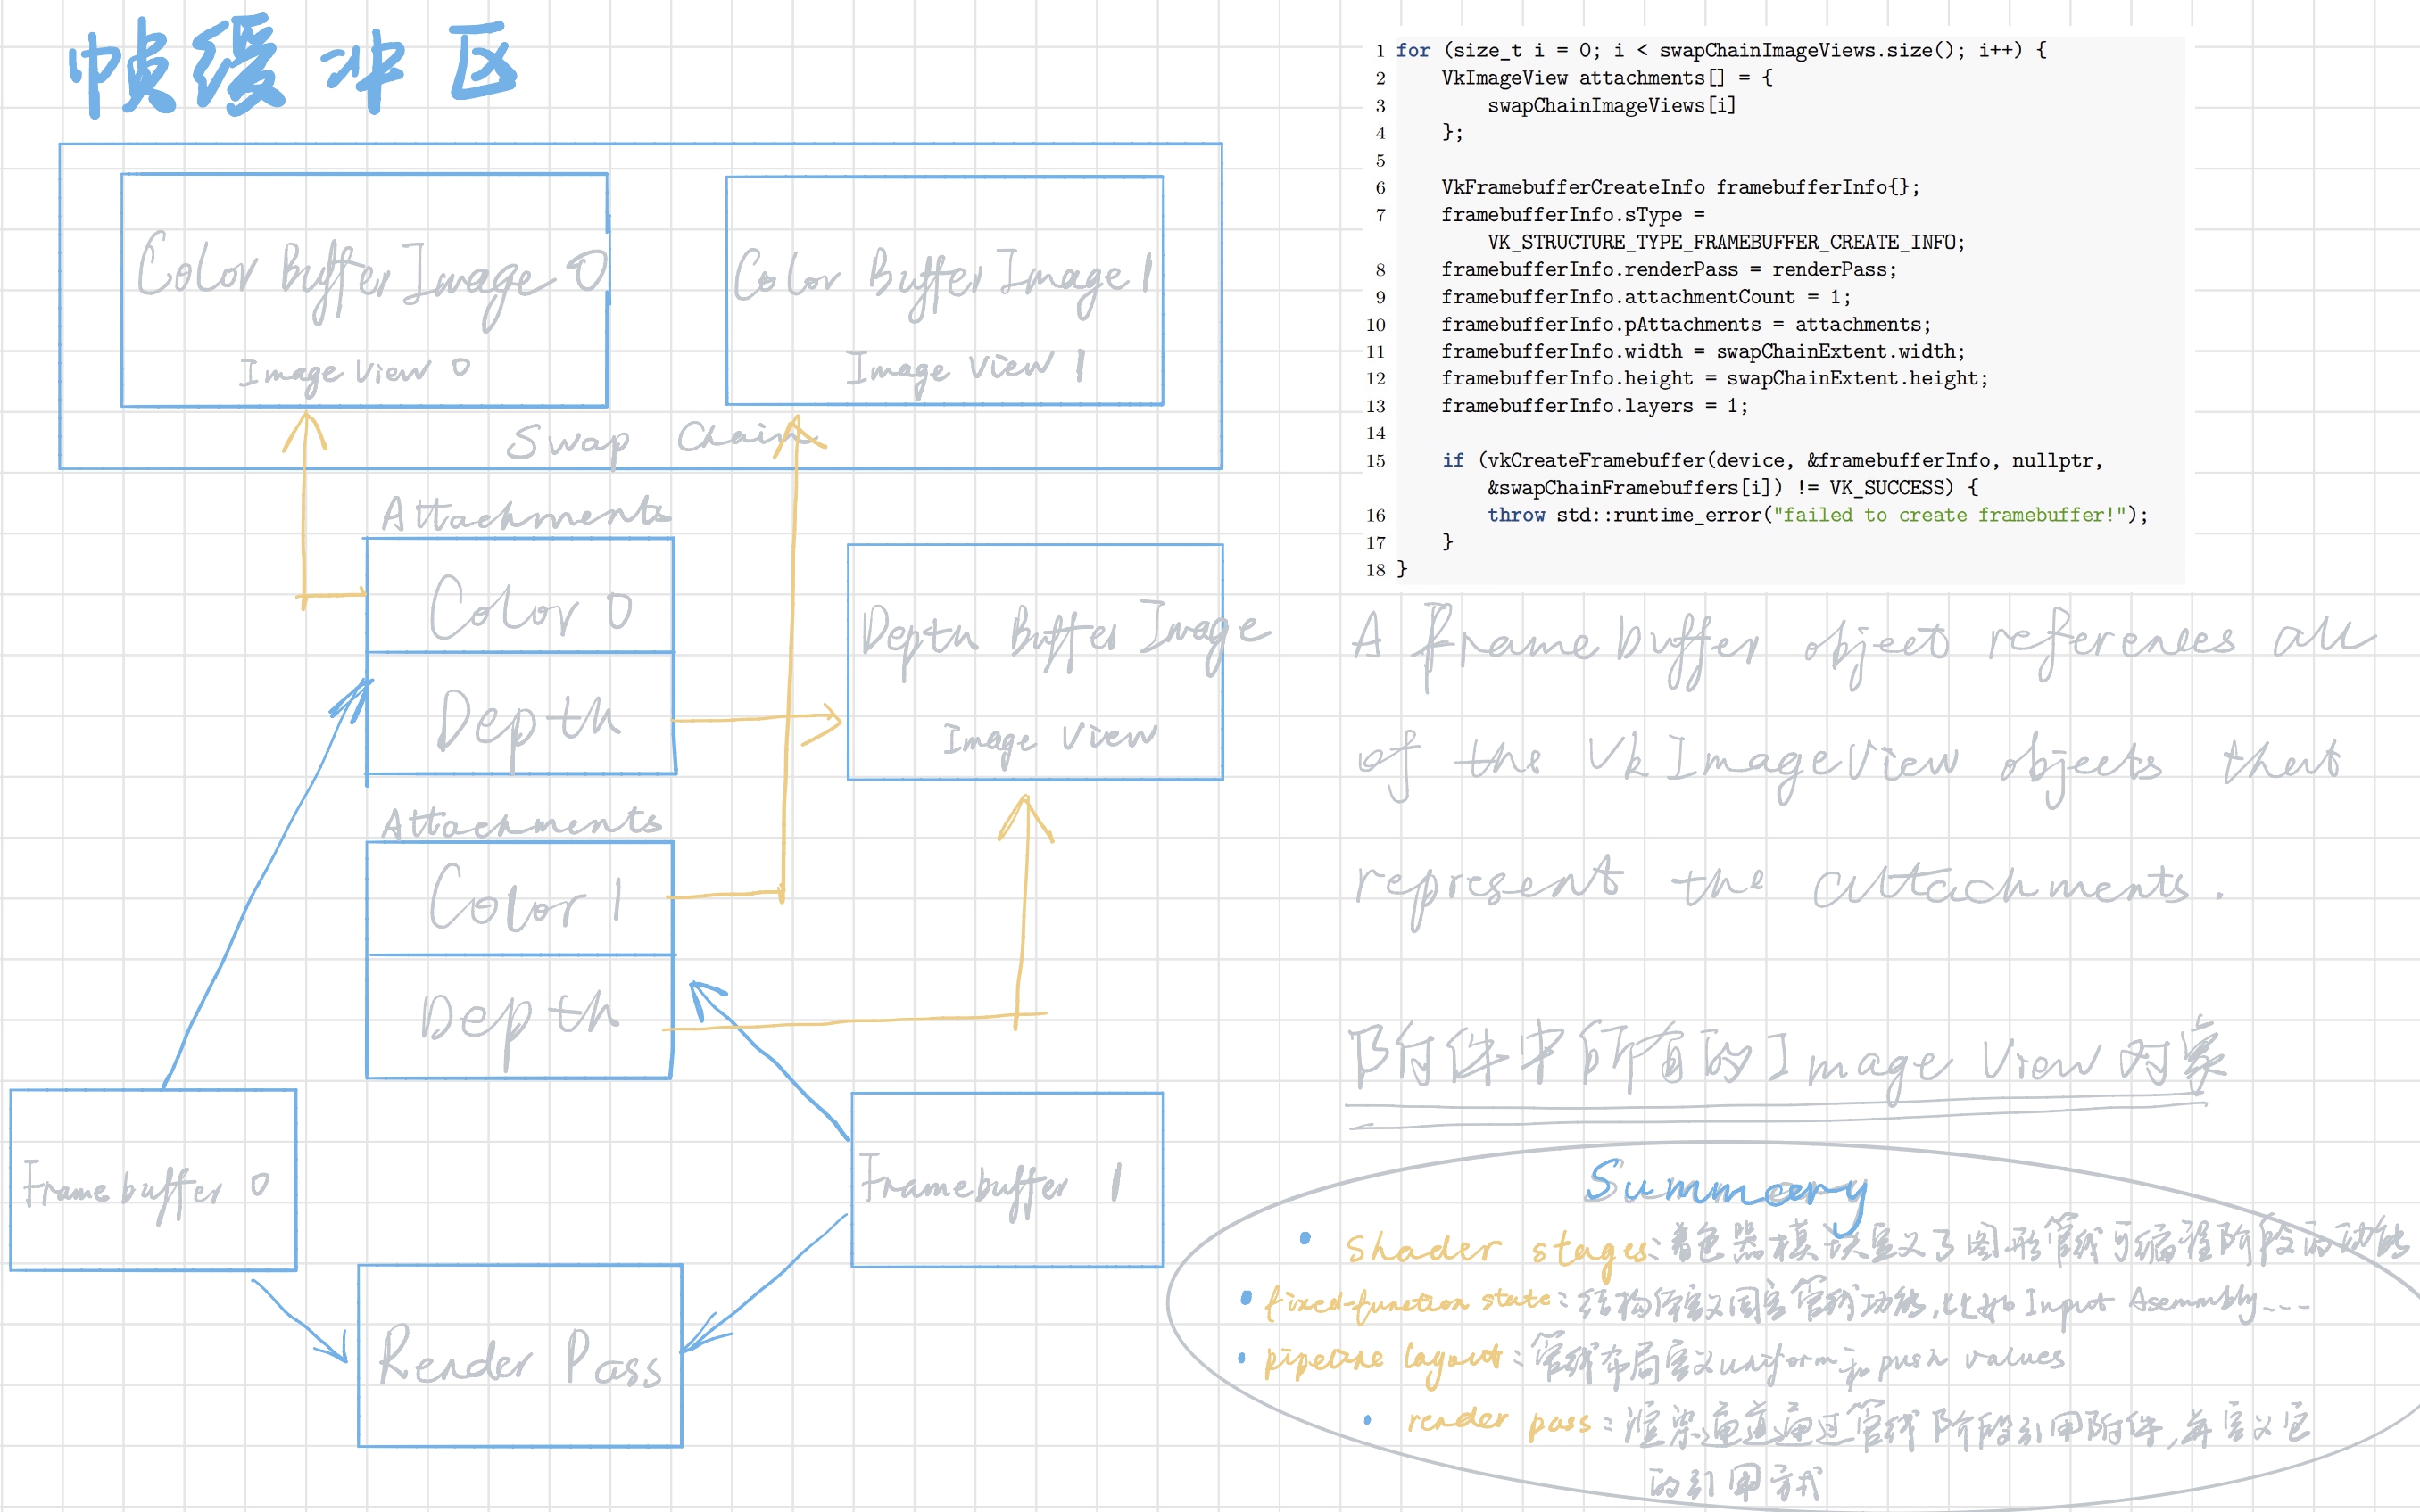 帧缓冲区
Color Buffer Image 0
Image View 0
Color Buffer Image 1
Image View 1
Swap Chain
Attachments
Color 0
Depth
Depth Buffer Image
Image View
Attachments
Color 1
Depth
Framebuffer 0
Framebuffer 1
Render Pass
1 for (size_t i = 0; i < swapChainImageViews.size(); i++) {
2 VkImageView attachments[] = {
3 swapChainImageViews[i]
4 };
5
6 VkFramebufferCreateInfo framebufferInfo{};
7 framebufferInfo.sType =
VK_STRUCTURE_TYPE_FRAMEBUFFER_CREATE_INFO;
8 framebufferInfo.renderPass = renderPass;
9 framebufferInfo.attachmentCount = 1;
10 framebufferInfo.pAttachments = attachments;
11 framebufferInfo.width = swapChainExtent.width;
12 framebufferInfo.height = swapChainExtent.height;
13 framebufferInfo.layers = 1;
14
15 if (vkCreateFramebuffer(device, &framebufferInfo, nullptr,
&swapChainFramebuffers[i]) != VK_SUCCESS) {
16 throw std::runtime_error("failed to create framebuffer!");
17 }
18 }
A Framebuffer object references all
of the VkImageView objects that
represent the attachments.
附件中所有的Image View对象
Summary
• Shader stages:着色器模块定义了图形管线可编程阶段的功能
• fixed-function state:结构体定义固定管线功能,比如Input Asemmbly---
• pipeline layout:管线布局定义uniform和push values
• render pass:渲染通道通过管线阶段引用附件,并定义它
的引用方式